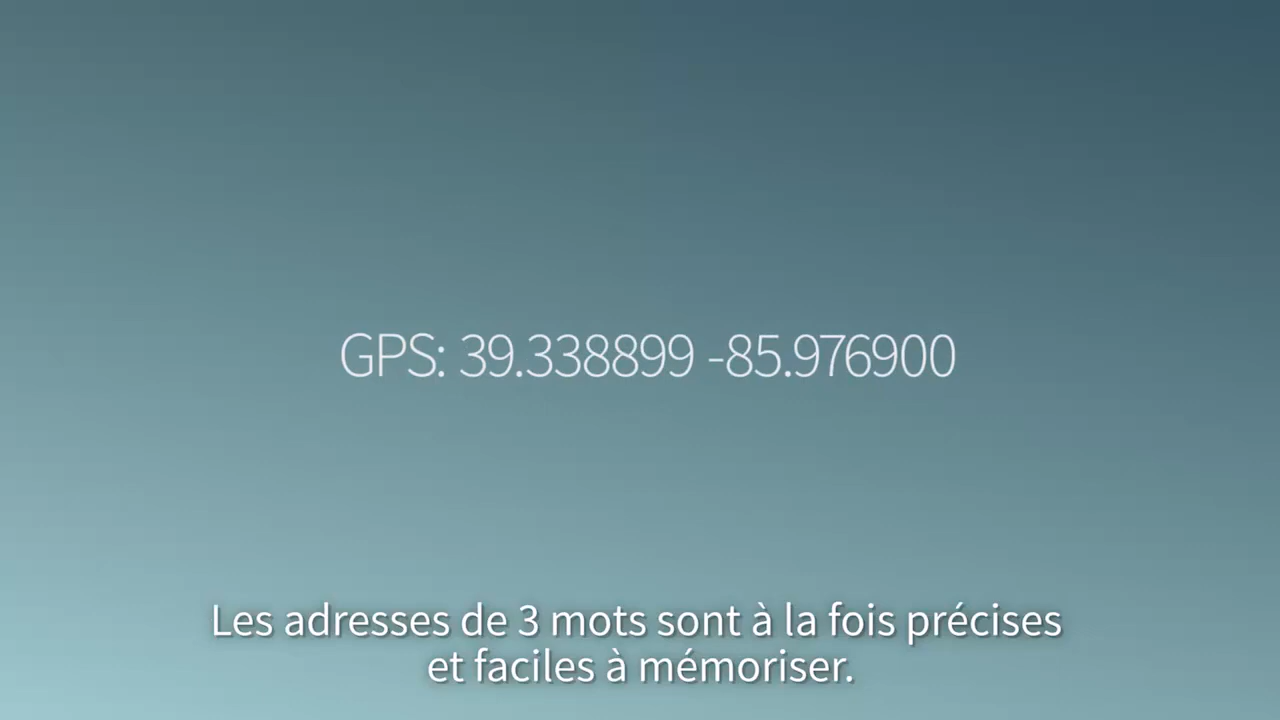 GPS: 39.338899 -85.976900
Les adresses de 3 mots sont à la fois précises
et faciles à mémoriser.